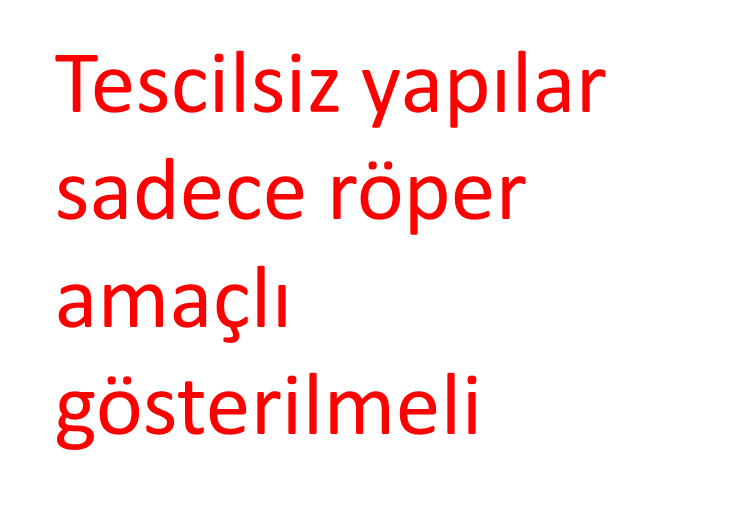 Tescilsiz yapılar
sadece röper
amaçlı
gösterilmeli